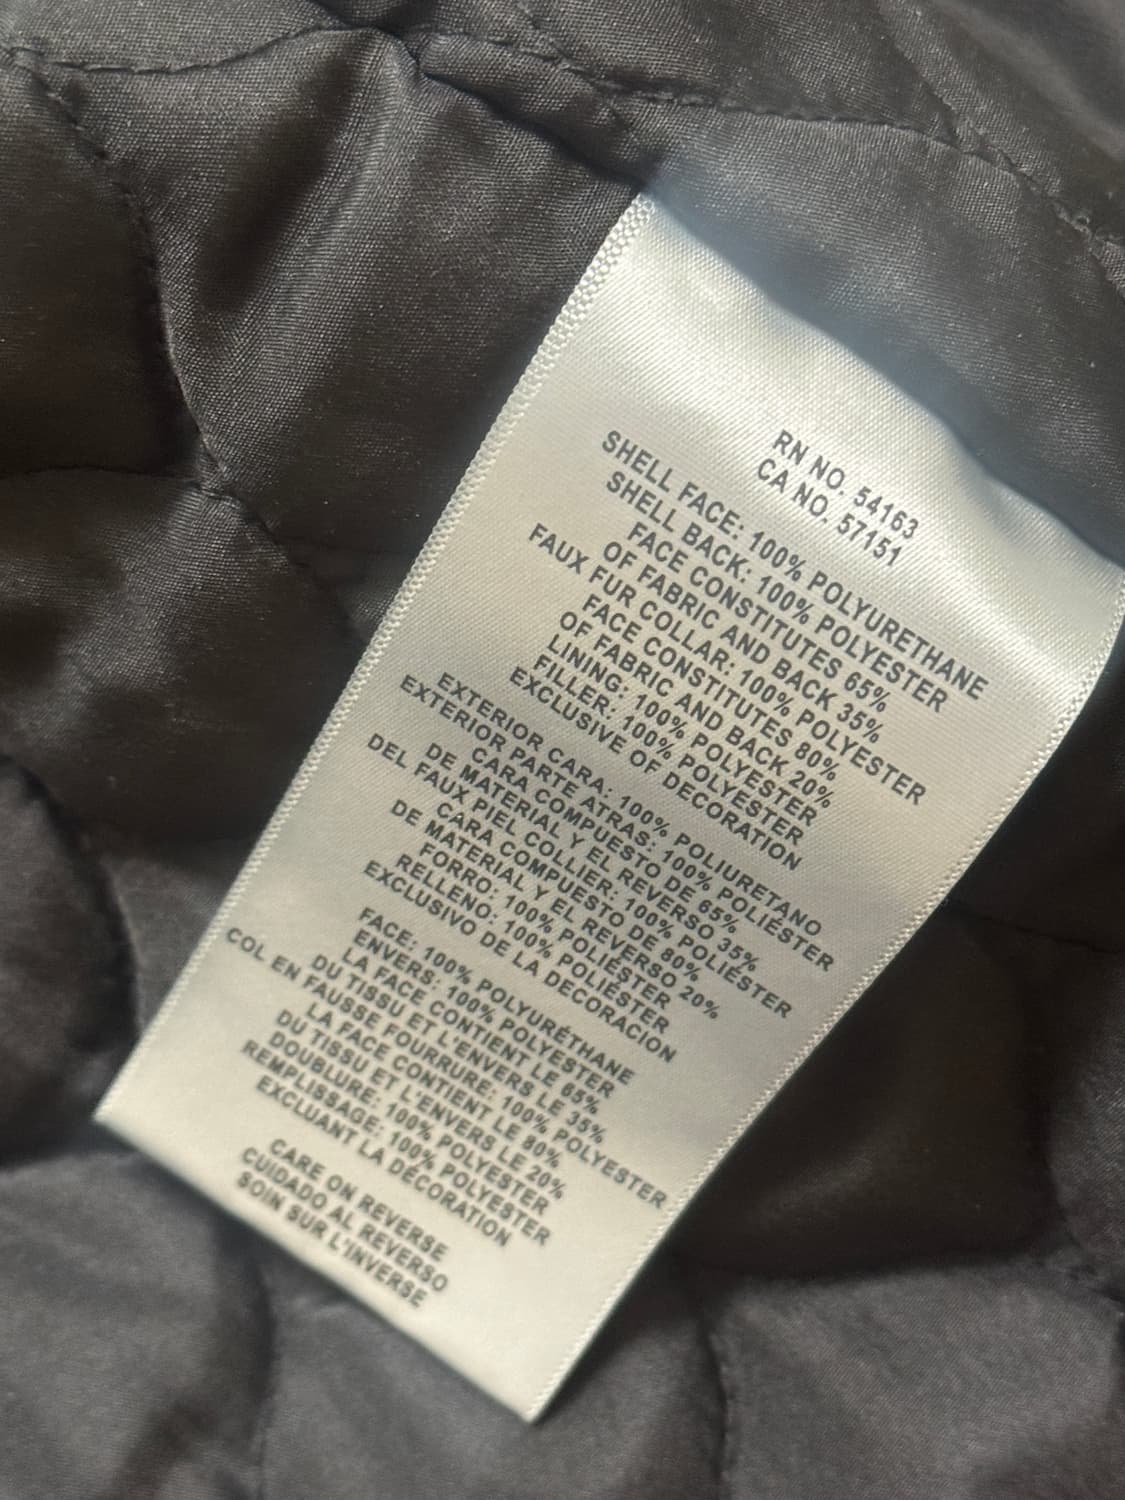 RN NO. 54163
CA NO. 57151
SHELL FACE: 100% POLYURETHANE
SHELL BACK: 100% POLYESTER
FACE CONSTITUTES 65%
OF FABRIC AND BACK 35%
FAUX FUR COLLAR: 100% POLYESTER
FACE CONSTITUTES 80%
OF FABRIC AND BACK 20%
LINING: 100% POLYESTER
FILLER: 100% POLYESTER
EXCLUSIVE OF DECORATION
EXTERIOR CARA: 100% POLIURETANO
EXTERIOR PARTE ATRAS: 100% POLIÉSTER
CARA COMPUESTO DE 65%
DE MATERIAL Y EL REVERSO 35%
DEL FAUX PIEL COLLIER: 100% POLIÉSTER
CARA COMPUESTO DE 80%
DE MATERIAL Y EL REVERSO 20%
FORRO: 100% POLIÉSTER
RELLENO: 100% POLIÉSTER
EXCLUSIVO DE LA DECORACION
FACE: 100% POLYURÉTHANE
ENVERS: 100% POLYESTER
LA FACE CONTIENT LE 65%
DU TISSU ET L'ENVERS LE 35%
COL EN FAUSSE FOURRURE: 100% POLYESTER
LA FACE CONTIENT LE 80%
DU TISSU ET L'ENVERS LE 20%
DOUBLURE: 100% POLYESTER
REMPLISSAGE: 100% POLYESTER
EXCLUANT LA DÉCORATION
CARE ON REVERSE
CUIDADO AL REVERSO
SOIN SUR L'INVERSE